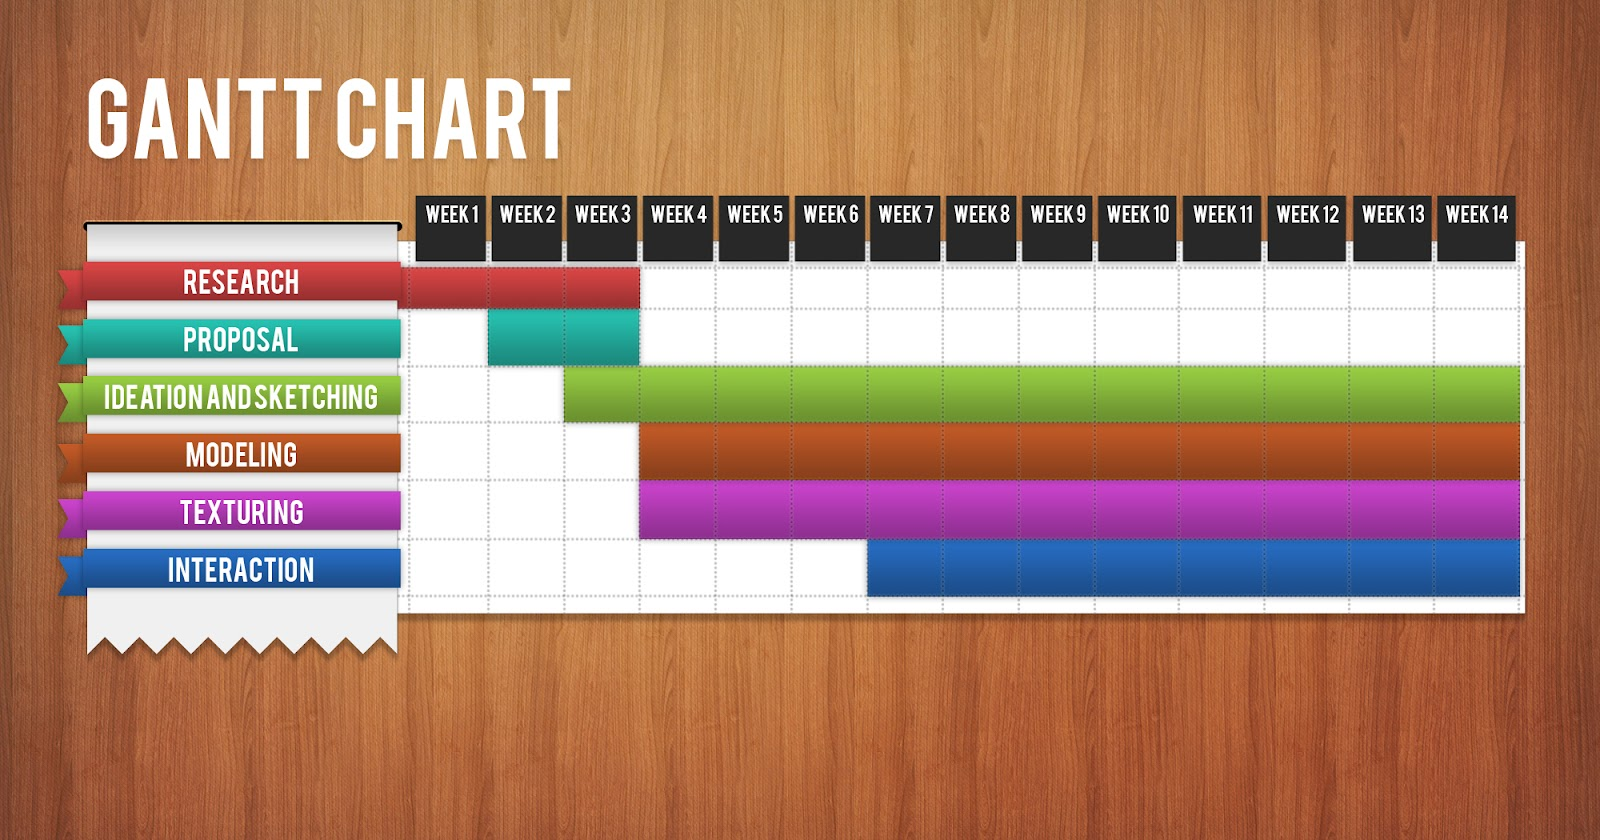 GANTT CHART
WEEK 1 WEEK 2 WEEK 3 WEEK 4 WEEK 5 WEEK 6 WEEK 7 WEEK 8 WEEK 9 WEEK 10 WEEK 11 WEEK 12 WEEK 13 WEEK 14
RESEARCH
PROPOSAL
IDEATION AND SKETCHING
MODELING
TEXTURING
INTERACTION